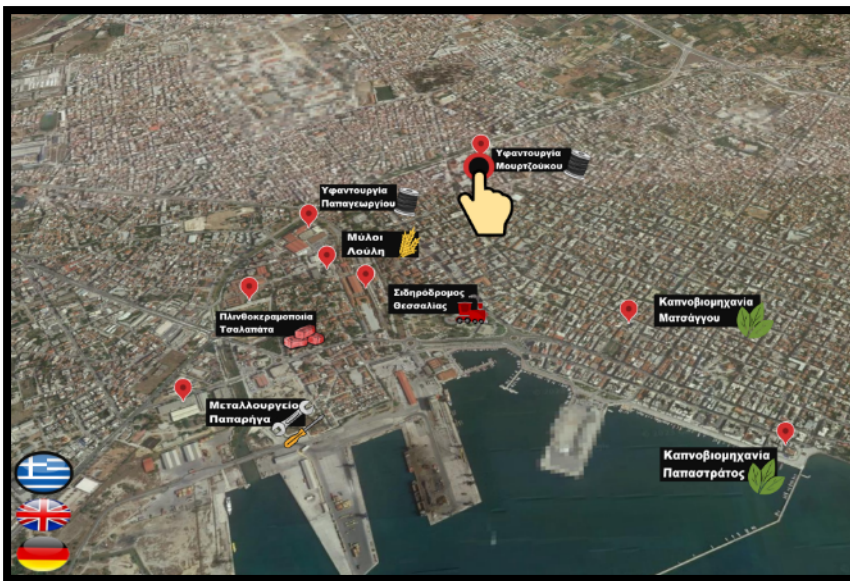 Υφαντουργία
Μουρτζούκου
Υφαντουργία
Παπαγεωργίου
Μύλοι
Λούλη
Σιδηρόδρομος
Θεσσαλίας
Καπνοβιομηχανία
Ματσάγγου
Πλινθοκεραμοποιία
Τσαλαπάτα
Μεταλλουργείο
Παπαρήγα
Καπνοβιομηχανία
Παπαστράτος